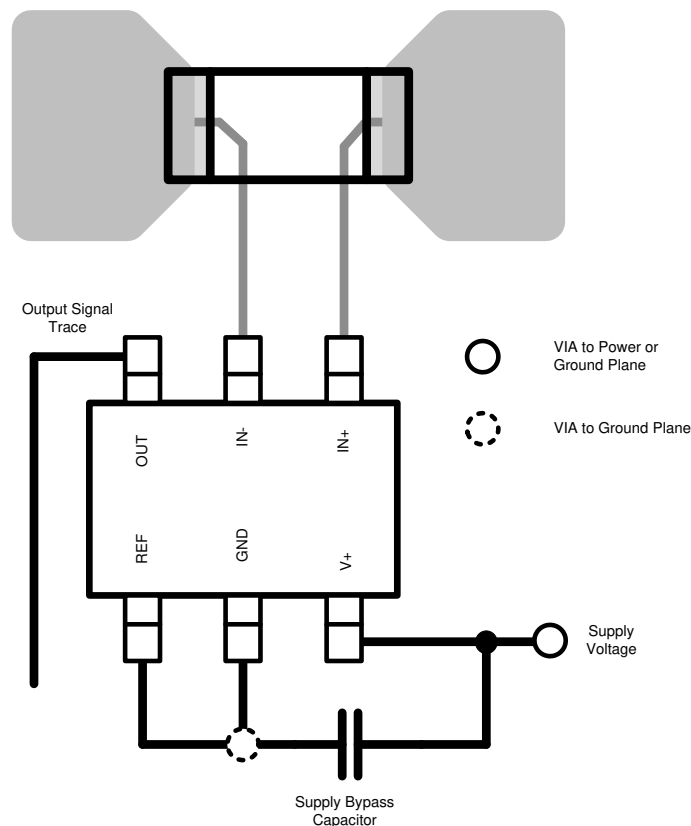 Output Signal
Trace
VIA to Power or
Ground Plane
VIA to Ground Plane
OUT
IN-
IN+
REF
GND
V+
Supply
Voltage
Supply Bypass
Capacitor